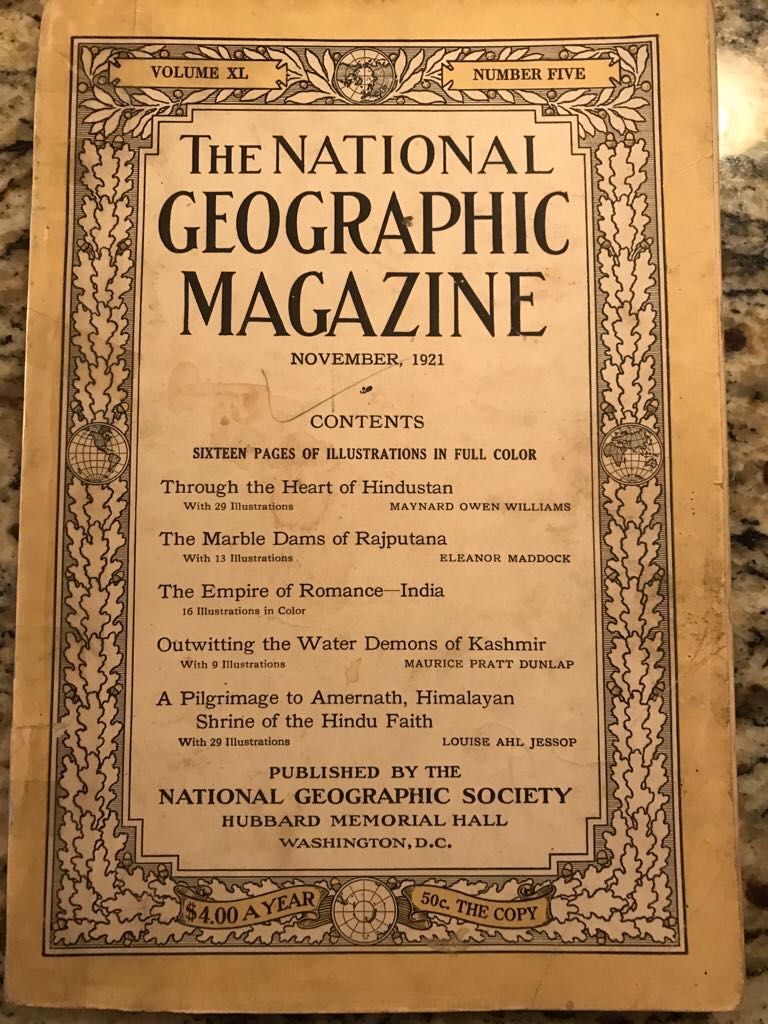 VOLUME XL
NUMBER FIVE
THE NATIONAL
GEOGRAPHIC
MAGAZINE
NOVEMBER, 1921
CONTENTS
SIXTEEN PAGES OF ILLUSTRATIONS IN FULL COLOR
Through the Heart of Hindustan
With 29 Illustrations MAYNARD OWEN WILLIAMS
The Marble Dams of Rajputana
With 13 Illustrations ELEANOR MADDOCK
The Empire of Romance—India
16 Illustrations in Color
Outwitting the Water Demons of Kashmir
With 9 Illustrations MAURICE PRATT DUNLAP
A Pilgrimage to Amernath, Himalayan
Shrine of the Hindu Faith
With 29 Illustrations LOUISE AHL JESSOP
PUBLISHED BY THE
NATIONAL GEOGRAPHIC SOCIETY
HUBBARD MEMORIAL HALL
WASHINGTON, D.C.
$4.00 A YEAR
50c. THE COPY